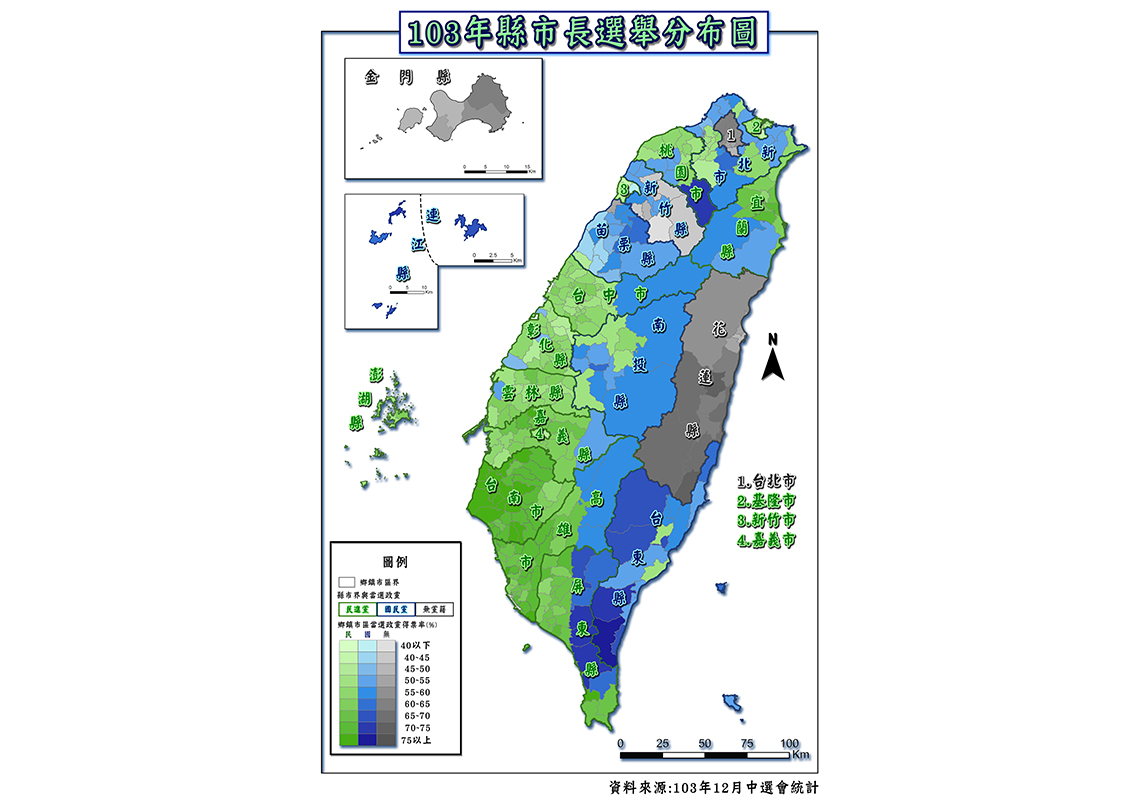 103年縣市長選舉分布圖
金門縣
0 5 10 15 Km
連江縣
0 2.5 5 Km
0 5 10 Km
澎湖縣
1
2
新北市
桃園市
3
新竹縣
宜蘭縣
苗栗縣
台中市
南投縣
花蓮縣
彰化縣
雲林縣
嘉義縣
4
台南市
高雄市
台東縣
屏東縣
N
1.台北市
2.基隆市
3.新竹市
4.嘉義市
圖例
鄉鎮市區界
縣市界與當選政黨
民進黨 國民黨 無黨籍
鄉鎮市區當選政黨得票率(%)
民 國 無
40以下
40-45
45-50
50-55
55-60
60-65
65-70
70-75
75以上
0 25 50 75 100 Km
資料來源:103年12月中選會統計